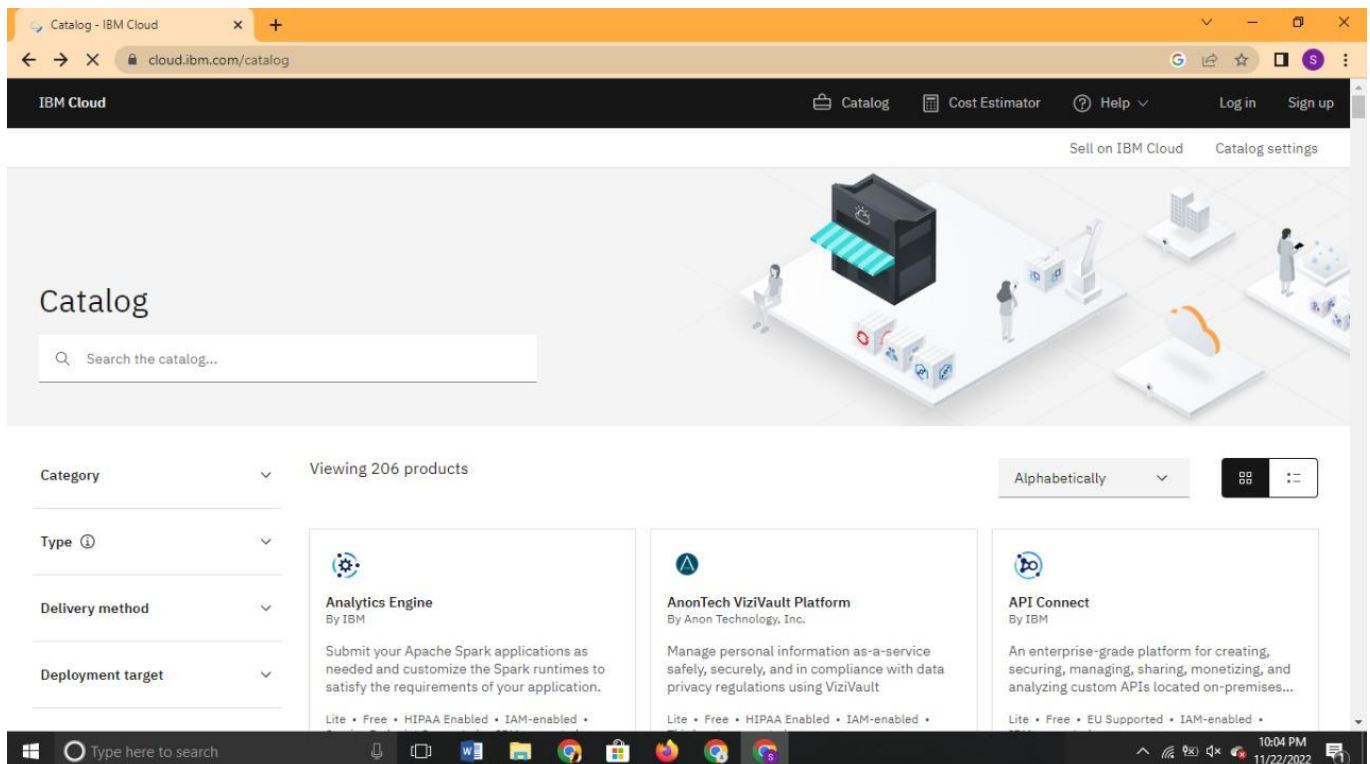 Catalog - IBM Cloud
cloud.ibm.com/catalog
S
IBM Cloud
Catalog
Cost Estimator
Help
Log in
Sign up
Sell on IBM Cloud
Catalog settings
Catalog
Search the catalog...
Category
Type
Delivery method
Deployment target
Viewing 206 products
Alphabetically
Analytics Engine
By IBM
Submit your Apache Spark applications as
needed and customize the Spark runtimes to
satisfy the requirements of your application.
Lite • Free • HIPAA Enabled • IAM-enabled •
AnonTech ViziVault Platform
By Anon Technology, Inc.
Manage personal information as-a-service
safely, securely, and in compliance with data
privacy regulations using ViziVault
Lite • Free • HIPAA Enabled • IAM-enabled •
API Connect
By IBM
An enterprise-grade platform for creating,
securing, managing, sharing, monetizing, and
analyzing custom APIs located on-premises...
Lite • Free • EU Supported • IAM-enabled •
Type here to search
10:04 PM
11/22/2022